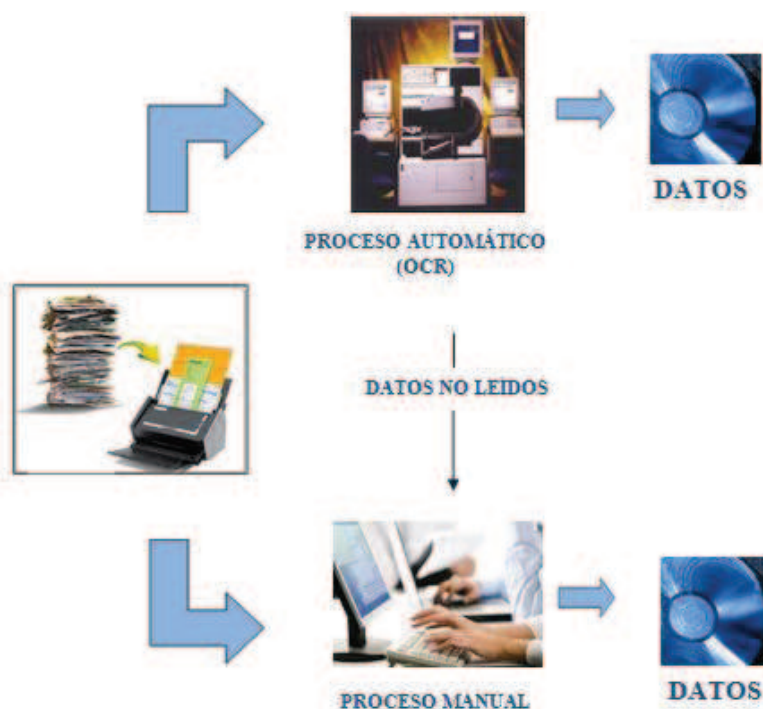 DATOS
PROCESO AUTOMÁTICO
(OCR)
DATOS NO LEIDOS
PROCESO MANUAL
DATOS